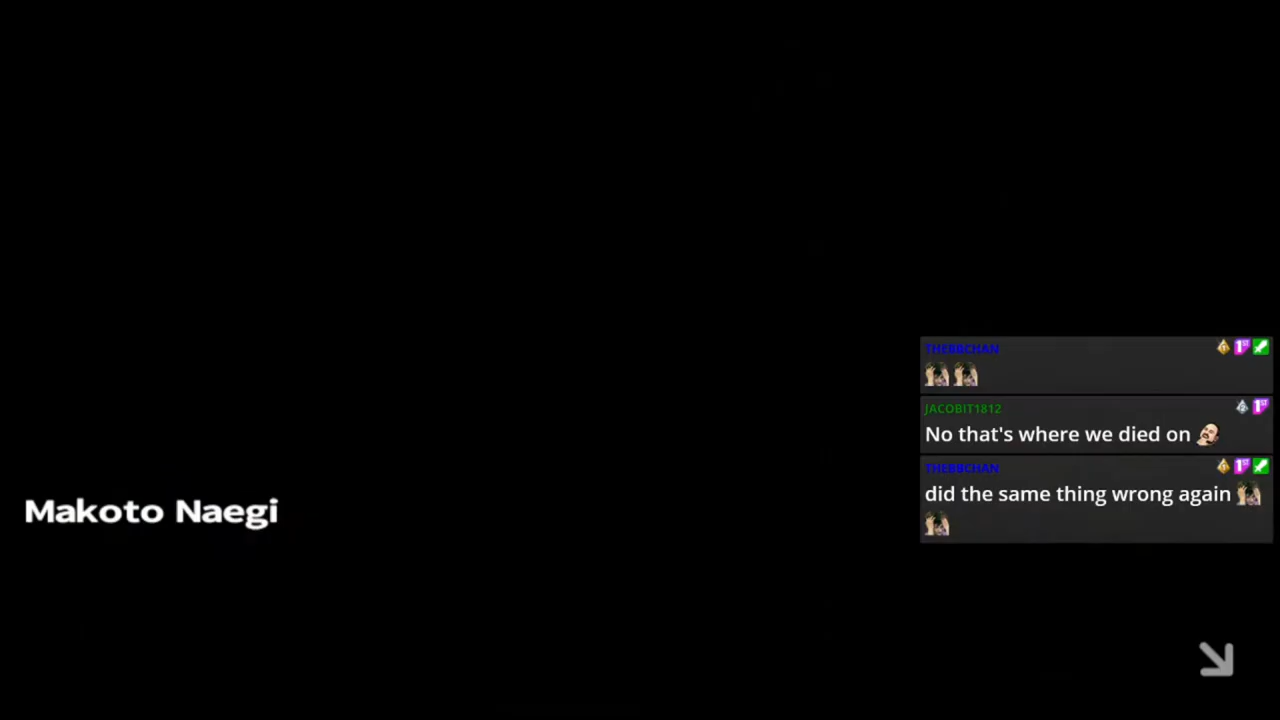 THEBBCHAN
JACOBIT1812
No that's where we died on
THEBBCHAN
did the same thing wrong again
Makoto Naegi